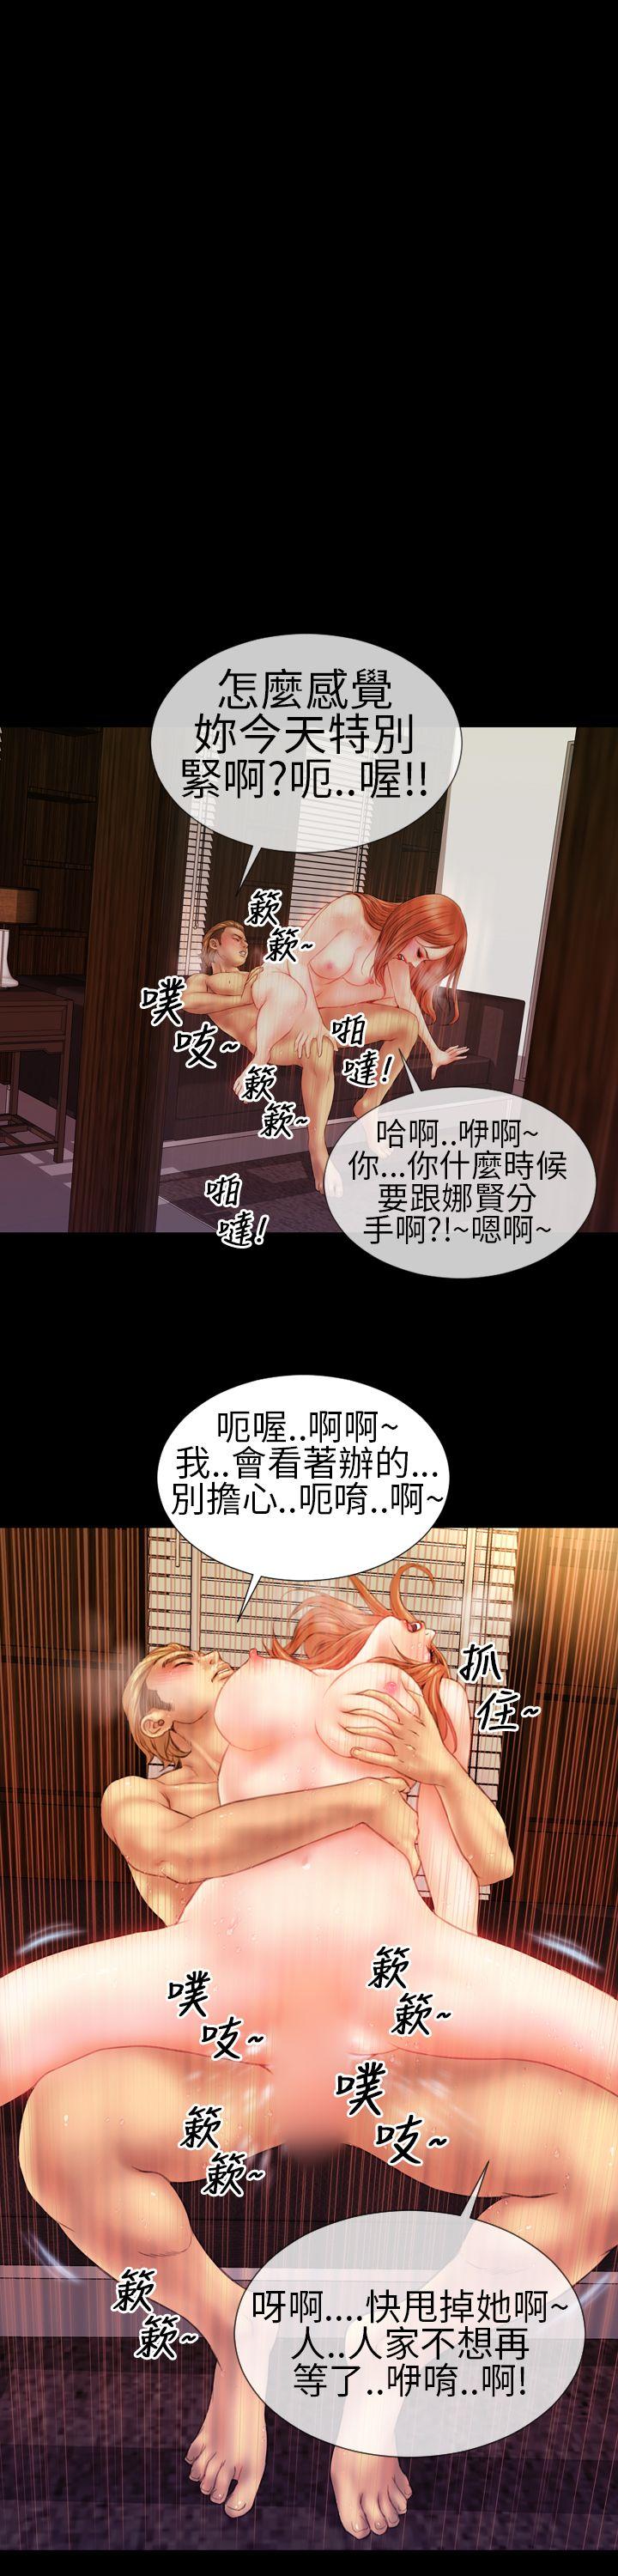 怎麼感覺
妳今天特別
緊啊?呃..喔!!
簌
簌~
噗
吱~
啪
噠!
簌
簌~
哈啊..咿啊~
你...你什麼時候
要跟娜賢分
手啊?!~嗯啊~
啪
噠!
呃喔..啊啊~
我..會看著辦的...
別擔心..呃唷..啊~
抓
住~
簌
簌~
噗
吱~
噗
吱~
簌
簌~
簌
簌~
呀啊....快甩掉她啊~
人..人家不想再
等了..咿唷..啊!